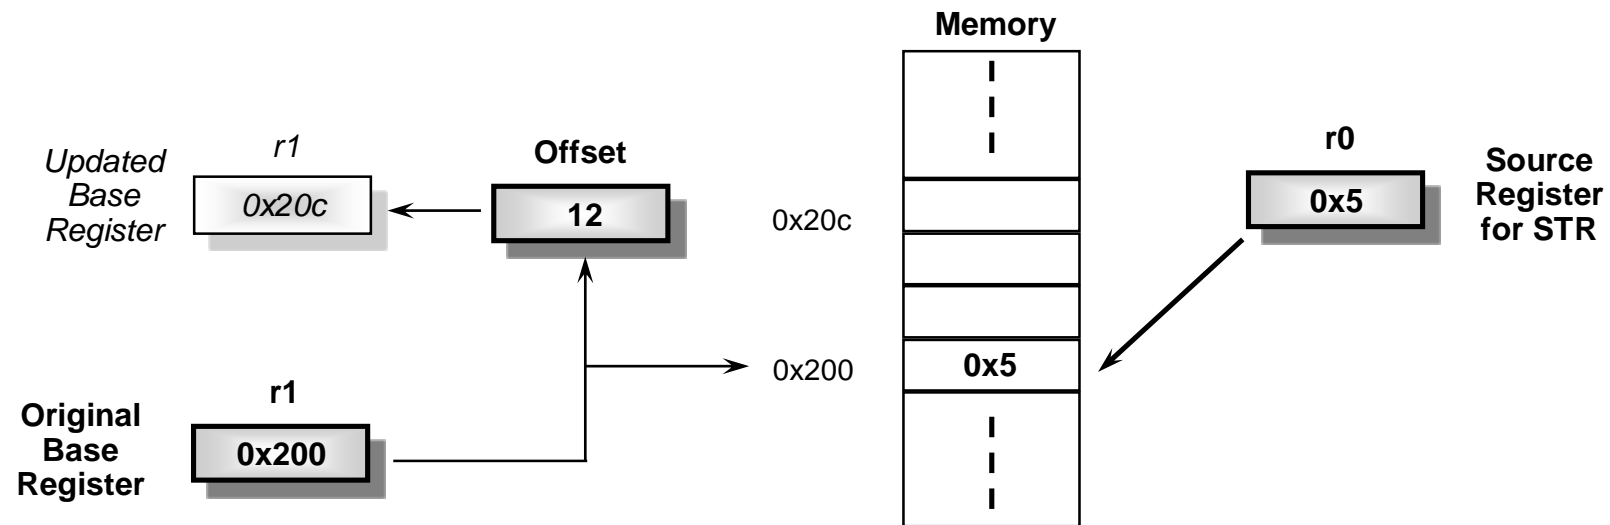 Memory
Updated
Base
Register
r1
0x20c
Offset
12
0x20c
r0
0x5
Source
Register
for STR
0x200
0x5
Original
Base
Register
r1
0x200